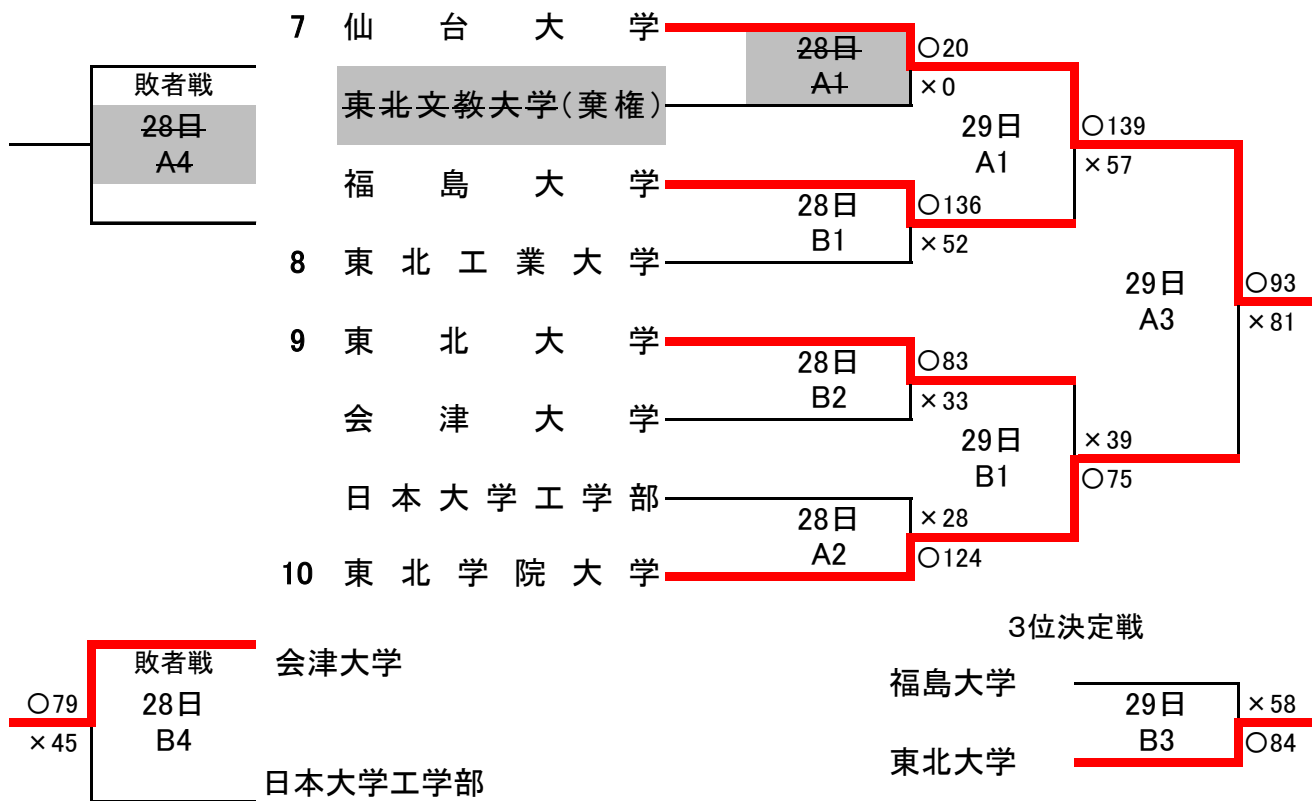 7 仙台大学
28日
A1
○20
×0
敗者戦
28日
A4
東北文教大学(棄権)
29日
A1
○139
×57
福島大学
28日
B1
○136
×52
8 東北工業大学
29日
A3
○93
×81
9 東北大学
28日
B2
○83
×33
会津大学
29日
B1
×39
○75
日本大学工学部
28日
A2
×28
○124
10 東北学院大学
敗者戦
会津大学
28日
B4
○79
×45
日本大学工学部
3位決定戦
福島大学
29日
B3
×58
○84
東北大学